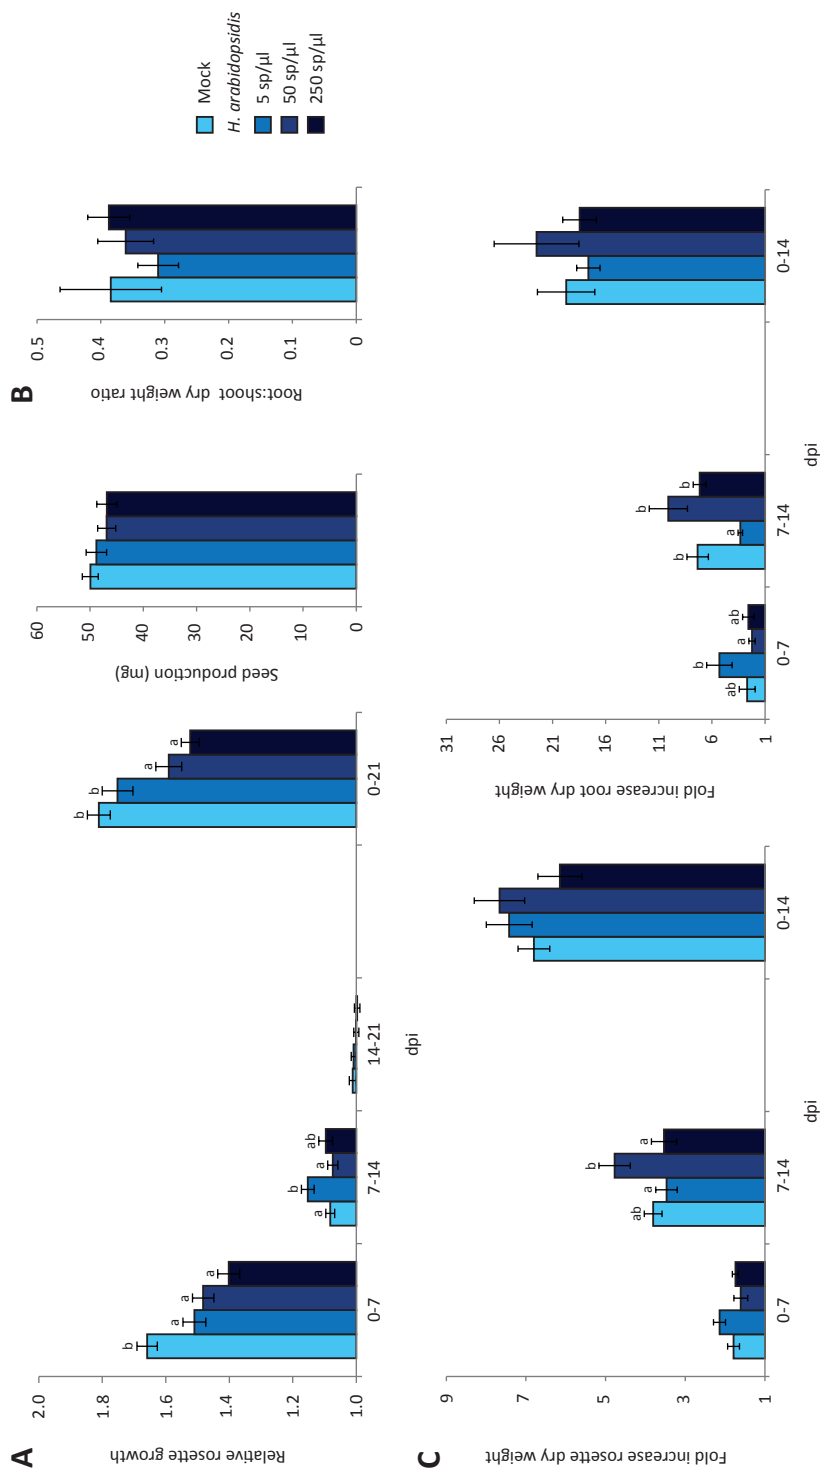 A
Relative rosette growth
2.0
1.8
1.6
1.4
1.2
1.0
b
a
a
a
a
b
a
ab
b
b
a
a
0-7
7-14
14-21
0-21
dpi
Seed production (mg)
60
50
40
30
20
10
0
B
Root:shoot dry weight ratio
0.5
0.4
0.3
0.2
0.1
0
Mock
H. arabidopsidis
5 sp/µl
50 sp/µl
250 sp/µl
C
Fold increase rosette dry weight
9
7
5
3
1
ab
a
b
a
0-7
7-14
0-14
dpi
Fold increase root dry weight
31
26
21
16
11
6
1
ab
b
a
ab
b
a
b
b
0-7
7-14
0-14
dpi